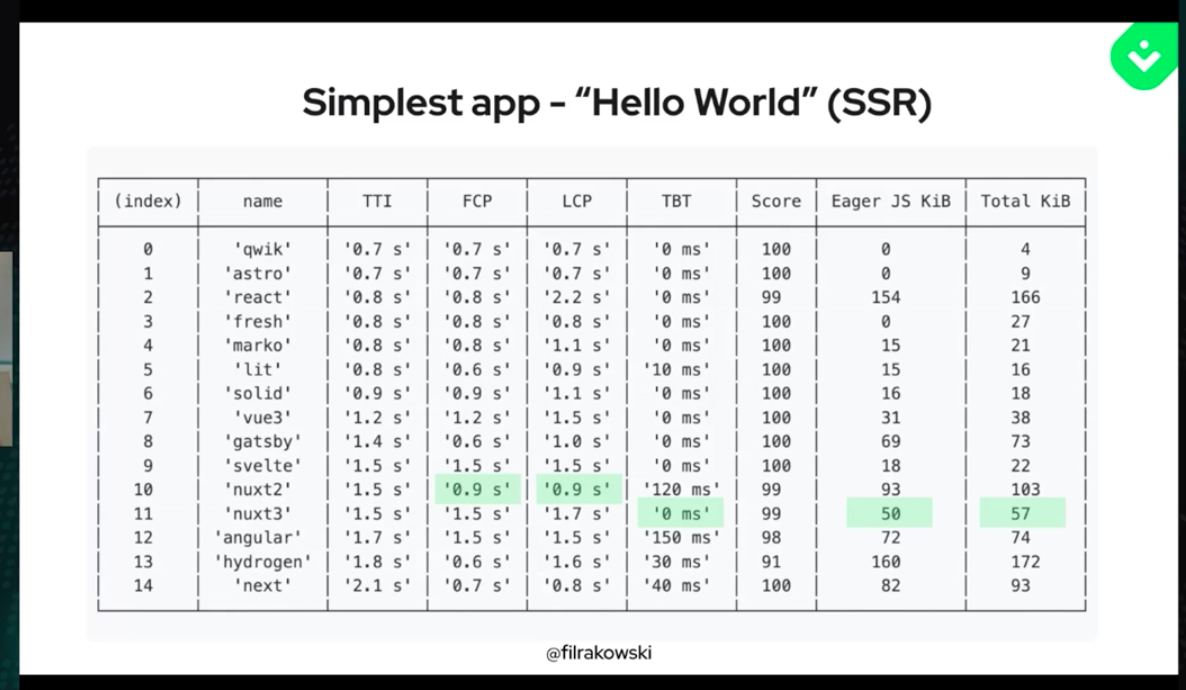 Simplest app - “Hello World” (SSR)
(index) name TTI FCP LCP TBT Score Eager JS KiB Total KiB
0 'qwik' '0.7 s' '0.7 s' '0.7 s' '0 ms' 100 0 4
1 'astro' '0.7 s' '0.7 s' '0.7 s' '0 ms' 100 0 9
2 'react' '0.8 s' '0.8 s' '2.2 s' '0 ms' 99 154 166
3 'fresh' '0.8 s' '0.8 s' '0.8 s' '0 ms' 100 0 27
4 'marko' '0.8 s' '0.8 s' '1.1 s' '0 ms' 100 15 21
5 'lit' '0.8 s' '0.6 s' '0.9 s' '10 ms' 100 15 16
6 'solid' '0.9 s' '0.9 s' '1.1 s' '0 ms' 100 16 18
7 'vue3' '1.2 s' '1.2 s' '1.5 s' '0 ms' 100 31 38
8 'gatsby' '1.4 s' '0.6 s' '1.0 s' '0 ms' 100 69 73
9 'svelte' '1.5 s' '1.5 s' '1.5 s' '0 ms' 100 18 22
10 'nuxt2' '1.5 s' '0.9 s' '0.9 s' '120 ms' 99 93 103
11 'nuxt3' '1.5 s' '1.5 s' '1.7 s' '0 ms' 99 50 57
12 'angular' '1.7 s' '1.5 s' '1.5 s' '150 ms' 98 72 74
13 'hydrogen' '1.8 s' '0.6 s' '1.6 s' '30 ms' 91 160 172
14 'next' '2.1 s' '0.7 s' '0.8 s' '40 ms' 100 82 93
@filrakowski